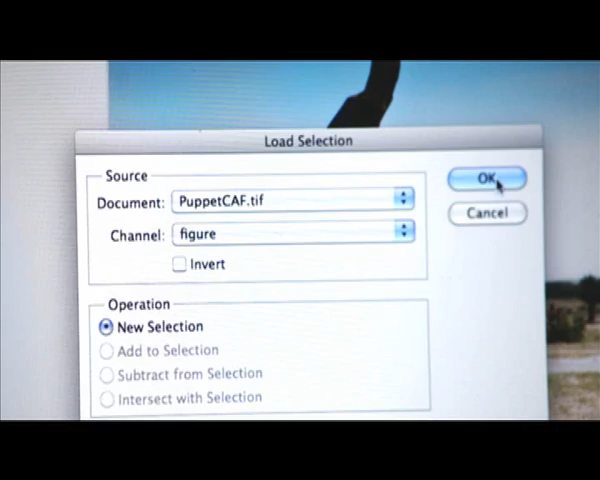 Load Selection
Source
Document: PuppetCAF.tif
Channel: figure
Invert
OK
Cancel
Operation
New Selection
Add to Selection
Subtract from Selection
Intersect with Selection